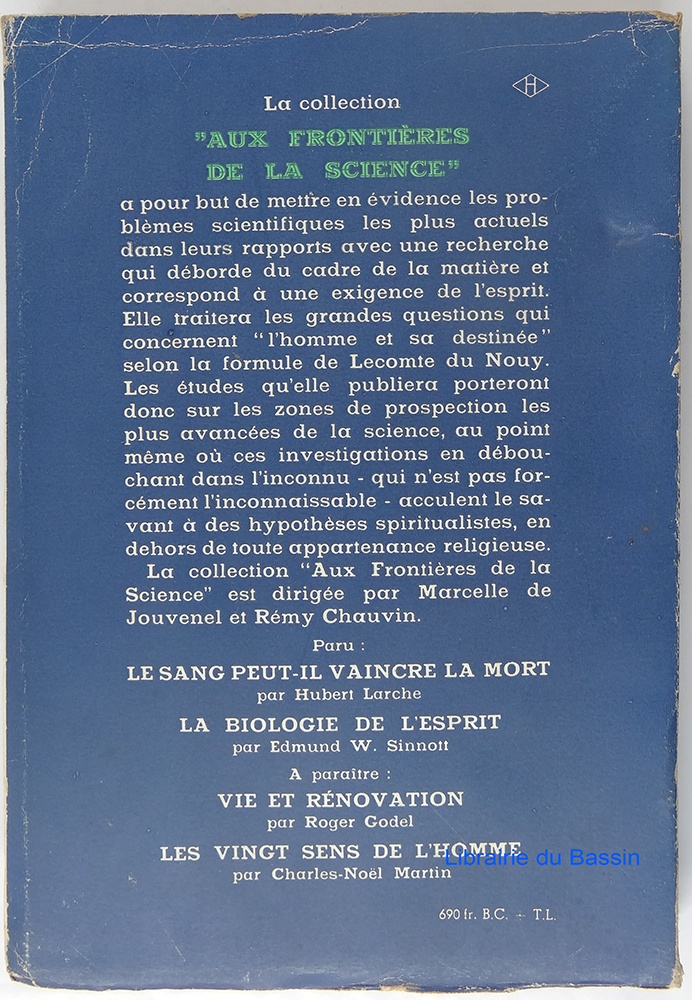 H
La collection
"AUX FRONTIÈRES
DE LA SCIENCE"
a pour but de mettre en évidence les pro-
blèmes scientifiques les plus actuels
dans leurs rapports avec une recherche
qui déborde du cadre de la matière et
correspond à une exigence de l'esprit.
Elle traitera les grandes questions qui
concernent "l'homme et sa destinée"
selon la formule de Lecomte du Nouy.
Les études qu'elle publiera porteront
donc sur les zones de prospection les
plus avancées de la science, au point
même où ces investigations en débou-
chant dans l'inconnu - qui n'est pas for-
cément l'inconnaissable - acculent le sa-
vant à des hypothèses spiritualistes, en
dehors de toute appartenance religieuse.
La collection "Aux Frontières de la
Science" est dirigée par Marcelle de
Jouvenel et Rémy Chauvin.
Paru :
LE SANG PEUT-IL VAINCRE LA MORT
par Hubert Larche
LA BIOLOGIE DE L'ESPRIT
par Edmund W. Sinnott
A paraître :
VIE ET RÉNOVATION
par Roger Godel
LES VINGT SENS DE L'HOMME
Librairie du Bassin
par Charles-Noël Martin
690 fr. B.C. - T.L.